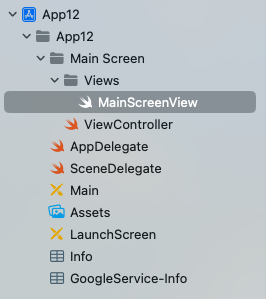 App12
App12
Main Screen
Views
MainScreenView
ViewController
AppDelegate
SceneDelegate
Main
Assets
LaunchScreen
Info
GoogleService-Info